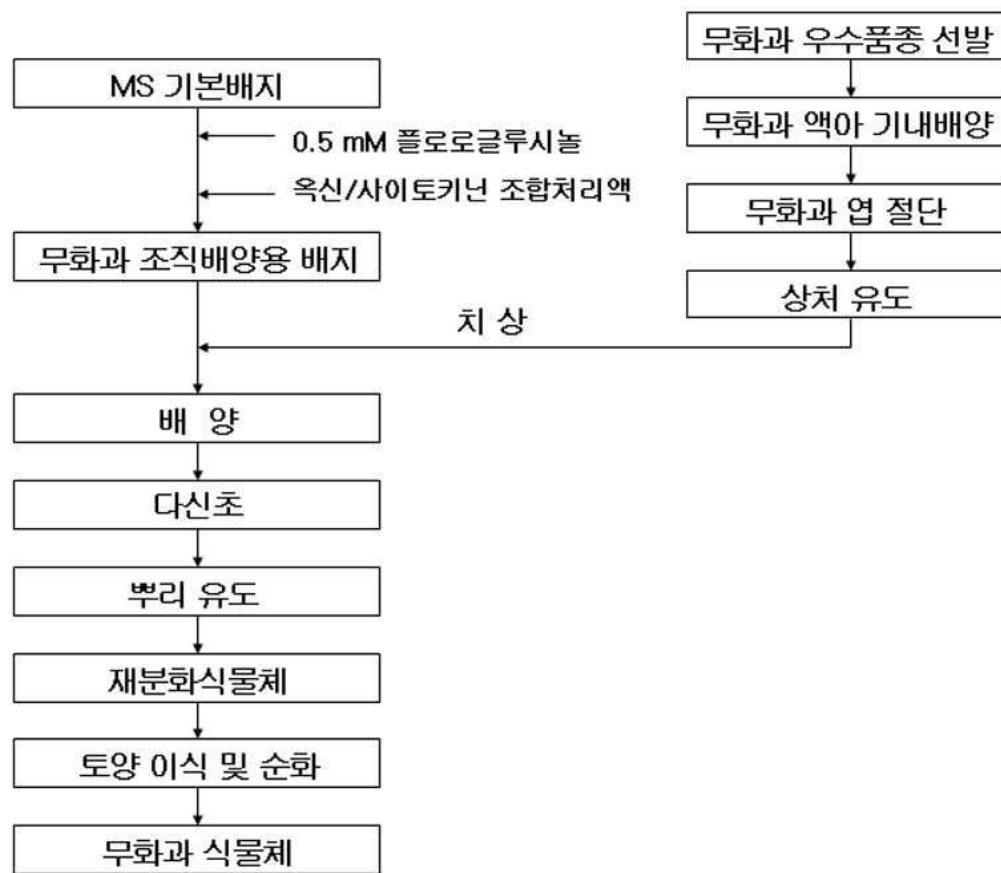 MS 기본배지
0.5 mM 플로로글루시놀
옥신/사이토키닌 조합처리액
무화과 조직배양용 배지
무화과 우수품종 선발
무화과 액아 기내배양
무화과 엽 절단
상처 유도
치 상
배 양
다신초
뿌리 유도
재분화식물체
토양 이식 및 순화
무화과 식물체